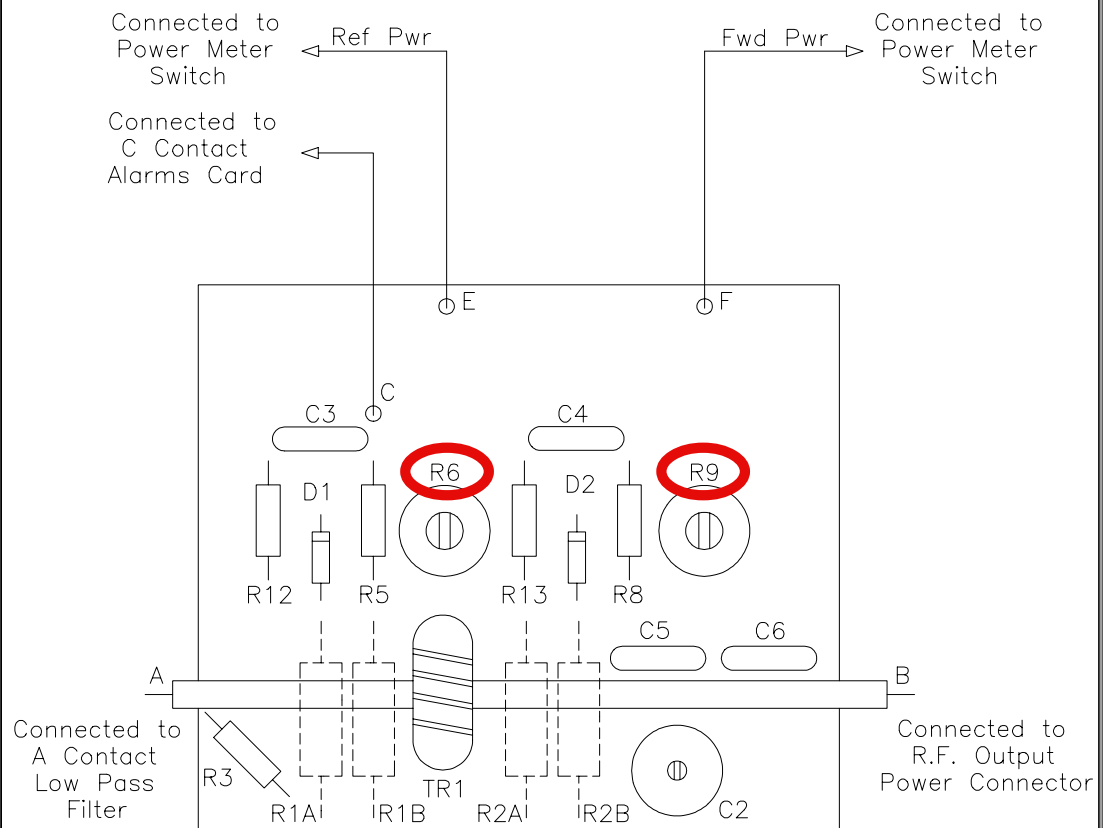 Connected to
Power Meter
Switch
Ref Pwr
Fwd Pwr
Connected to
Power Meter
Switch
Connected to
C Contact
Alarms Card
E
F
C
C3
C4
R6
R9
D1
D2
R12
R5
R13
R8
C5
C6
A
B
Connected to
A Contact
Low Pass
Filter
Connected to
R.F. Output
Power Connector
R3
TR1
R1A
R1B
R2A
R2B
C2